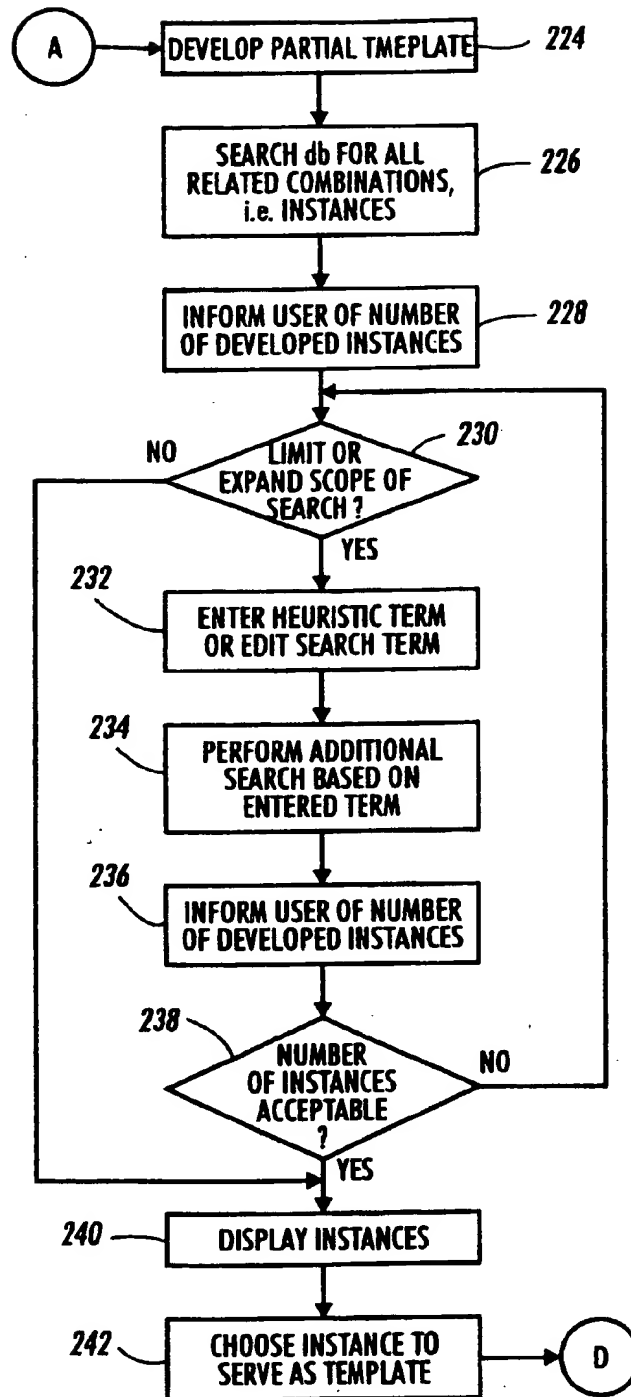 A
DEVELOP PARTIAL TMEPLATE
224
SEARCH db FOR ALL
RELATED COMBINATIONS,
i.e. INSTANCES
226
INFORM USER OF NUMBER
OF DEVELOPED INSTANCES
228
NO
LIMIT OR
EXPAND SCOPE OF
SEARCH ?
230
YES
232
ENTER HEURISTIC TERM
OR EDIT SEARCH TERM
234
PERFORM ADDITIONAL
SEARCH BASED ON
ENTERED TERM
236
INFORM USER OF NUMBER
OF DEVELOPED INSTANCES
238
NUMBER
OF INSTANCES
ACCEPTABLE
?
NO
YES
240
DISPLAY INSTANCES
242
CHOOSE INSTANCE TO
SERVE AS TEMPLATE
D